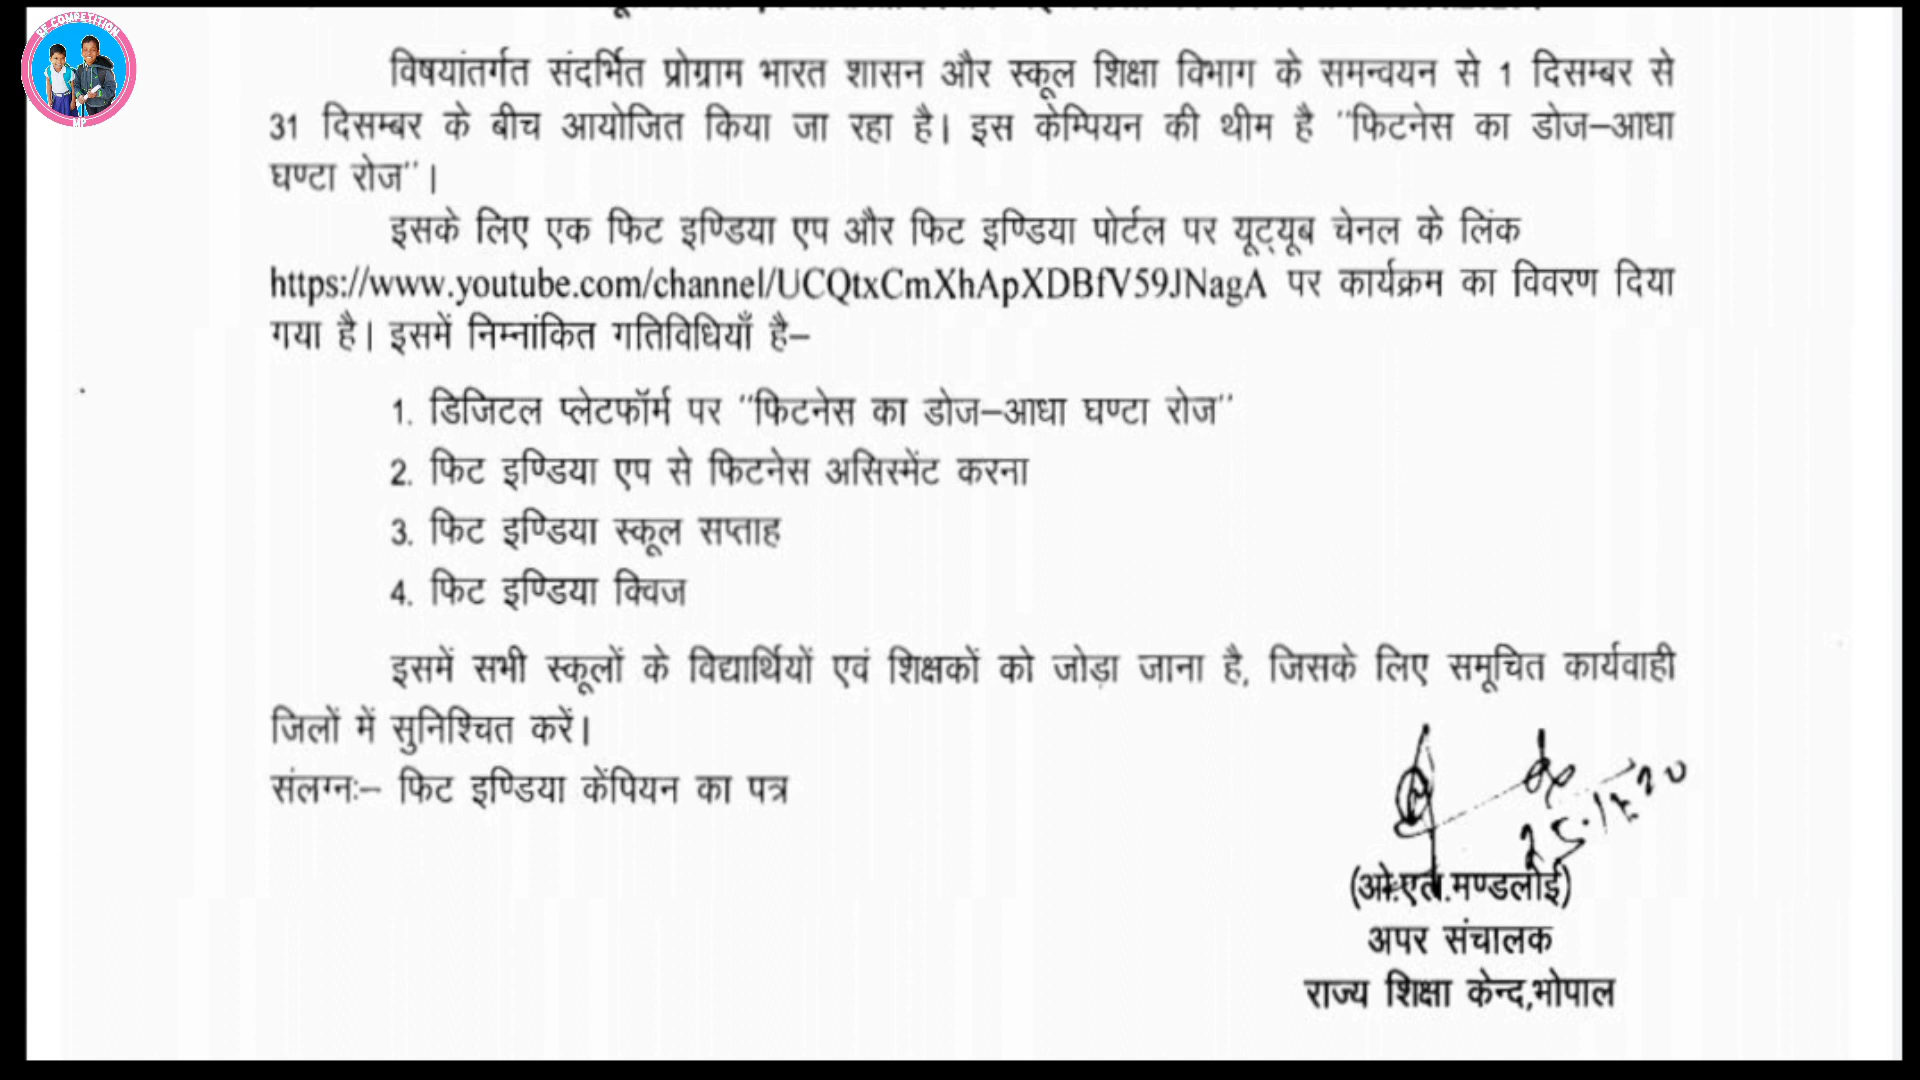 OF COMPETITION
MP
विषयांतर्गत संदर्भित प्रोग्राम भारत शासन और स्कूल शिक्षा विभाग के समन्वयन से 1 दिसम्बर से
31 दिसम्बर के बीच आयोजित किया जा रहा है। इस केम्पियन की थीम है "फिटनेस का डोज–आधा
घण्टा रोज"।
इसके लिए एक फिट इण्डिया एप और फिट इण्डिया पोर्टल पर यूट्यूब चेनल के लिंक
https://www.youtube.com/channel/UCQtxCmXhApXDBfV59JNagA पर कार्यक्रम का विवरण दिया
गया है। इसमें निम्नांकित गतिविधियाँ है–
1. डिजिटल प्लेटफॉर्म पर "फिटनेस का डोज–आधा घण्टा रोज"
2. फिट इण्डिया एप से फिटनेस असिस्मेंट करना
3. फिट इण्डिया स्कूल सप्ताह
4. फिट इण्डिया क्विज
इसमें सभी स्कूलों के विद्यार्थियों एवं शिक्षकों को जोड़ा जाना है, जिसके लिए समूचित कार्यवाही
जिलों में सुनिश्चित करें।
संलग्नः– फिट इण्डिया केंपियन का पत्र
(ओ.एल.मण्डलोई)
अपर संचालक
राज्य शिक्षा केन्द,भोपाल